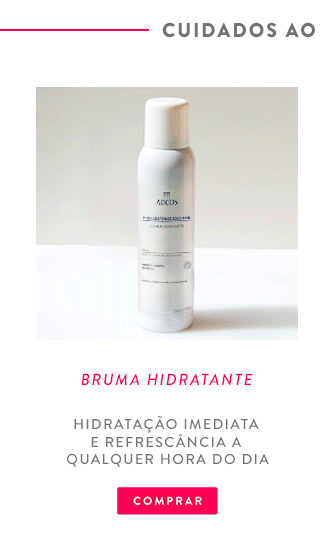 CUIDADOS AO
ADCOS
BRUMA HIDRATANTE
HIDRATAÇÃO IMEDIATA
E REFRESCÂNCIA A
QUALQUER HORA DO DIA
COMPRAR